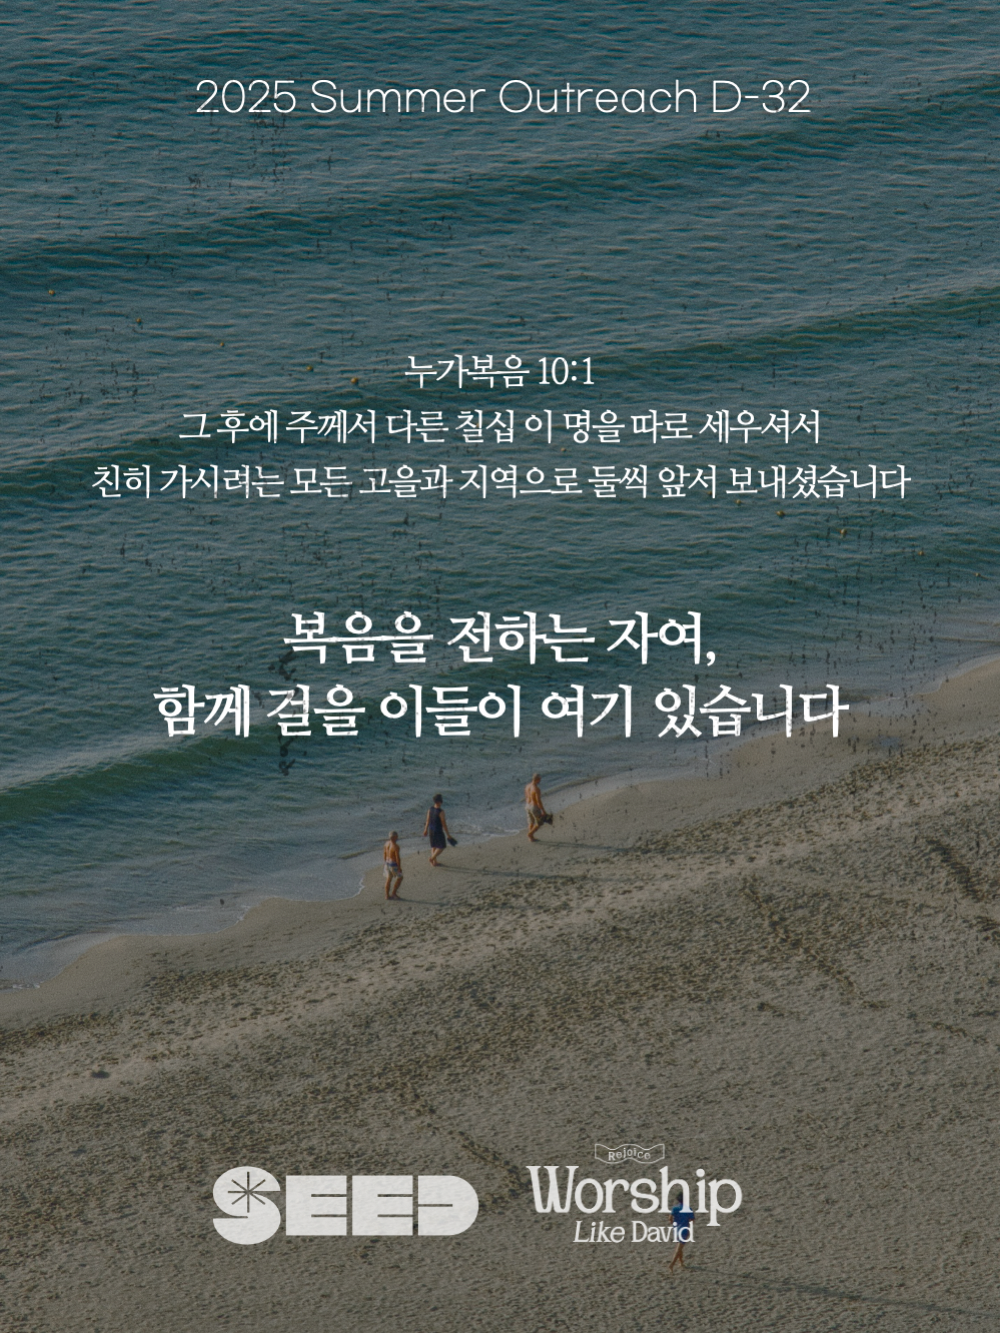 2025 Summer Outreach D-32
누가복음 10:1
그 후에 주께서 다른 칠십 이 명을 따로 세우셔서
친히 가시려는 모든 고을과 지역으로 둘씩 앞서 보내셨습니다
복음을 전하는 자여,
함께 걸을 이들이 여기 있습니다
SEED
Rejoice
Worship
Like David